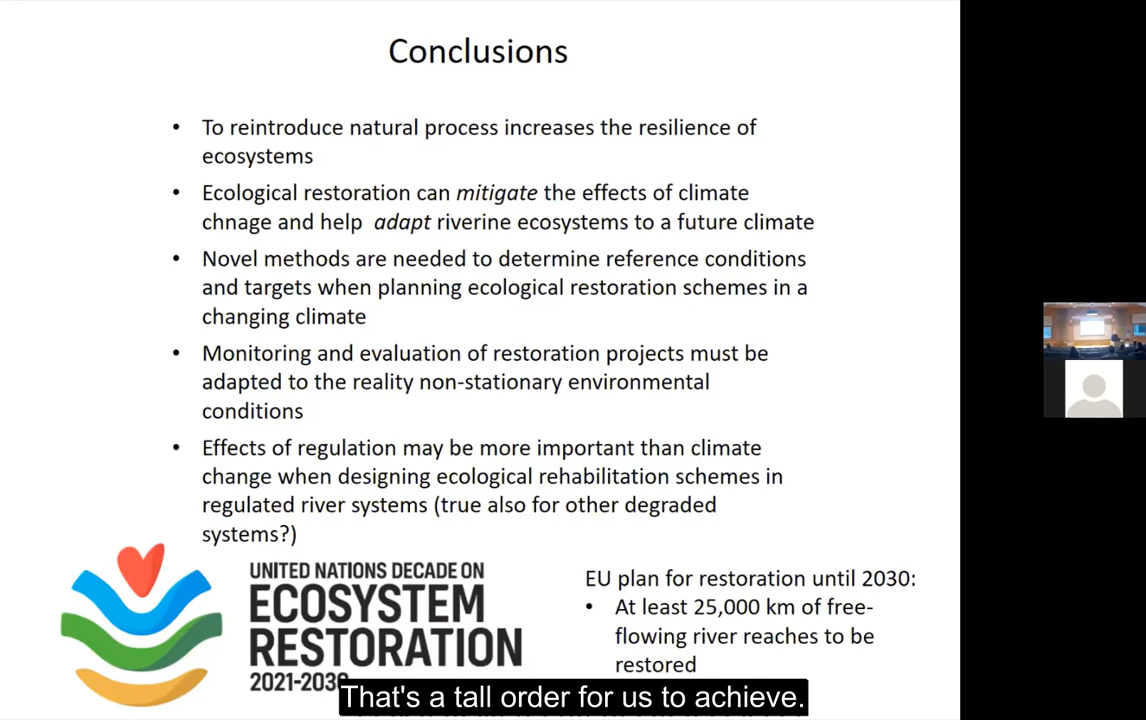 Conclusions
• To reintroduce natural process increases the resilience of
ecosystems
• Ecological restoration can mitigate the effects of climate
chnage and help adapt riverine ecosystems to a future climate
• Novel methods are needed to determine reference conditions
and targets when planning ecological restoration schemes in a
changing climate
• Monitoring and evaluation of restoration projects must be
adapted to the reality non-stationary environmental
conditions
• Effects of regulation may be more important than climate
change when designing ecological rehabilitation schemes in
regulated river systems (true also for other degraded
systems?)
UNITED NATIONS DECADE ON
ECOSYSTEM
RESTORATION
2021-2030
EU plan for restoration until 2030:
• At least 25,000 km of free-
flowing river reaches to be
restored
That's a tall order for us to achieve.